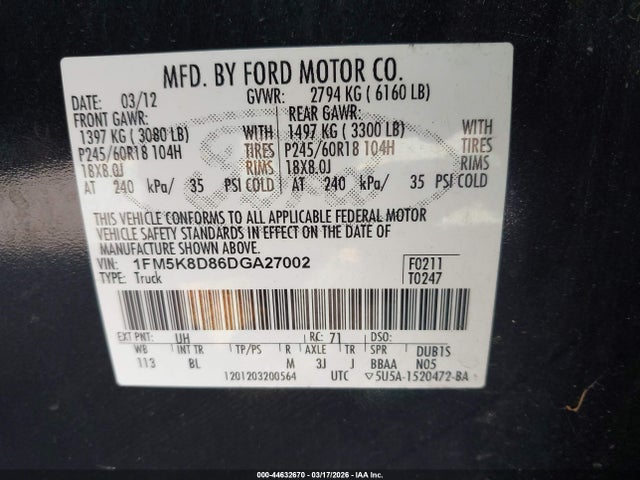 MFD. BY FORD MOTOR CO.
DATE: 03/12 GVWR: 2794 KG ( 6160 LB)
FRONT GAWR: REAR GAWR:
1397 KG ( 3080 LB) WITH 1497 KG ( 3300 LB) WITH
P245/60R18 104H TIRES P245/60R18 104H TIRES
18X8.0J RIMS 18X8.0J RIMS
AT 240 kPa/ 35 PSI COLD AT 240 kPa/ 35 PSI COLD
THIS VEHICLE CONFORMS TO ALL APPLICABLE FEDERAL MOTOR
VEHICLE SAFETY STANDARDS IN EFFECT ON THE DATE OF
MANUFACTURE SHOWN ABOVE.
VIN: 1FM5K8D86DGA27002 F0211
TYPE: Truck T0247
EXT PNT: UH RC: 71 DSO:
WB INT TR TP/PS R AXLE TR SPR DUB1S
113 BL M 3J J BBAA N05
1201203200564 UTC ▽5U5A-1520472-BA
000-44632670 - 03/17/2026 - IAA Inc.